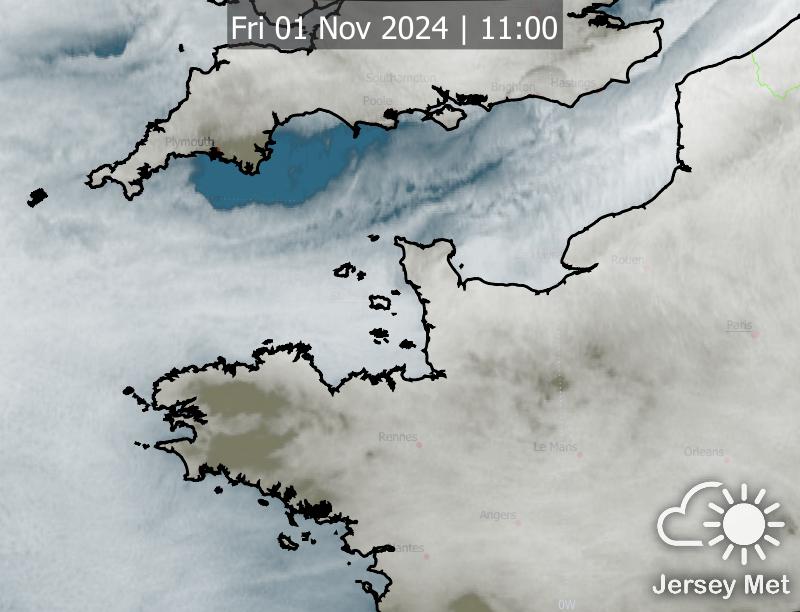 Fri 01 Nov 2024 | 11:00
Southampton
Brighton
Hastings
Poole
Plymouth
Rouen
Paris
Rennes
Le Mans
Orleans
Angers
Nantes
0W
Jersey Met